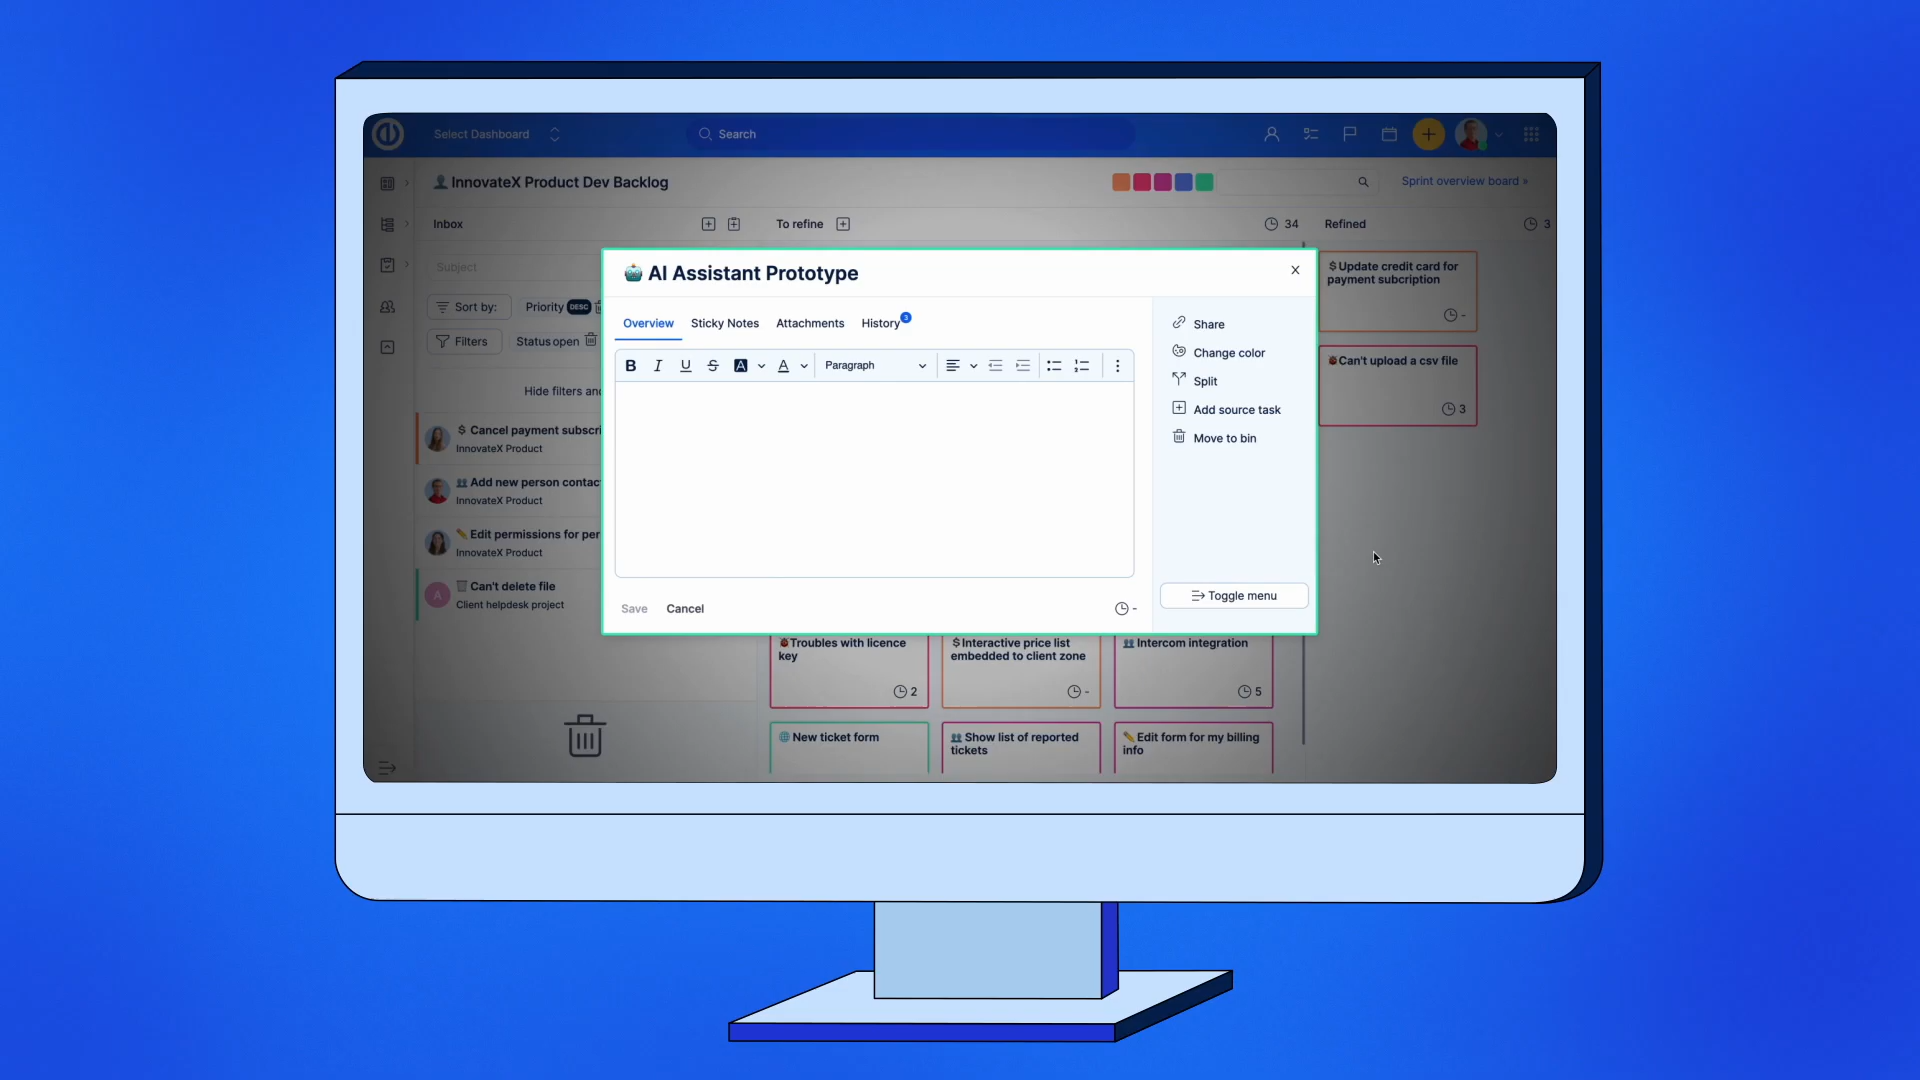 Select Dashboard
Search
InnovateX Product Dev Backlog
Sprint overview board »
Inbox
To refine
34
Refined
3
Subject
Sort by:
Priority
DESC
Filters
Status open
Hide filters and
Cancel payment subscri
InnovateX Product
Add new person contac
InnovateX Product
Edit permissions for per
InnovateX Product
A
Can't delete file
Client helpdesk project
AI Assistant Prototype
Overview
Sticky Notes
Attachments
History
3
B
I
U
S
A
A
Paragraph
Save
Cancel
-
Share
Change color
Split
Add source task
Move to bin
Toggle menu
$Update credit card for
payment subcription
-
Can't upload a csv file
3
Troubles with licence
key
2
$Interactive price list
embedded to client zone
-
Intercom integration
5
New ticket form
Show list of reported
tickets
Edit form for my billing
info